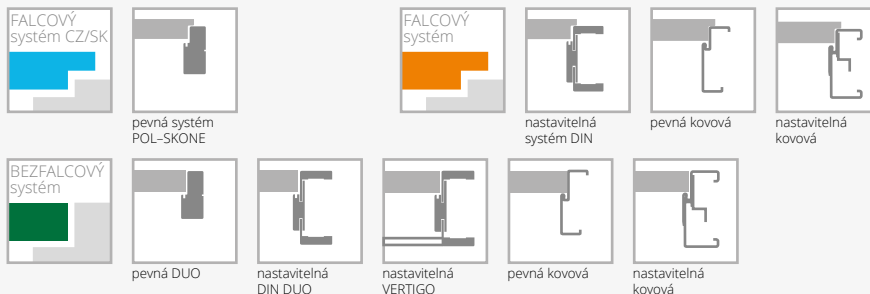 FALCOVÝ
systém CZ/SK
pevná systém
POL–SKONE
FALCOVÝ
systém
nastavitelná
systém DIN
pevná kovová
nastavitelná
kovová
BEZFALCOVÝ
systém
pevná DUO
nastavitelná
DIN DUO
nastavitelná
VERTIGO
pevná kovová
nastavitelná
kovová